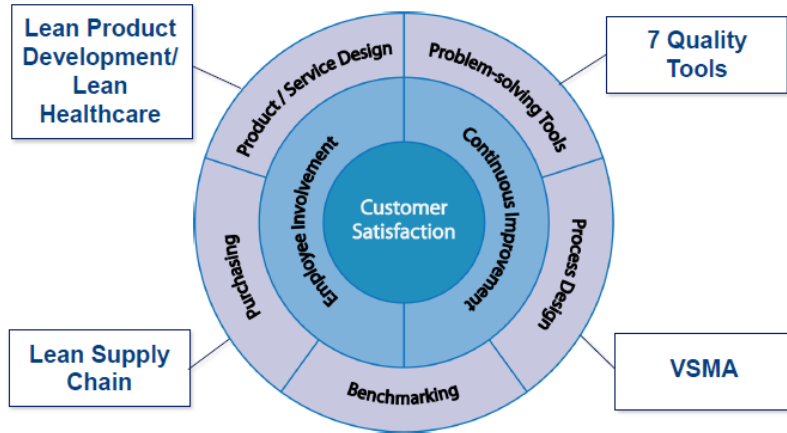 Lean Product
Development/
Lean
Healthcare
7 Quality
Tools
Product / Service Design
Problem-solving Tools
Employee Involvement
Continuous Improvement
Customer
Satisfaction
Purchasing
Process Design
Benchmarking
Lean Supply
Chain
VSMA